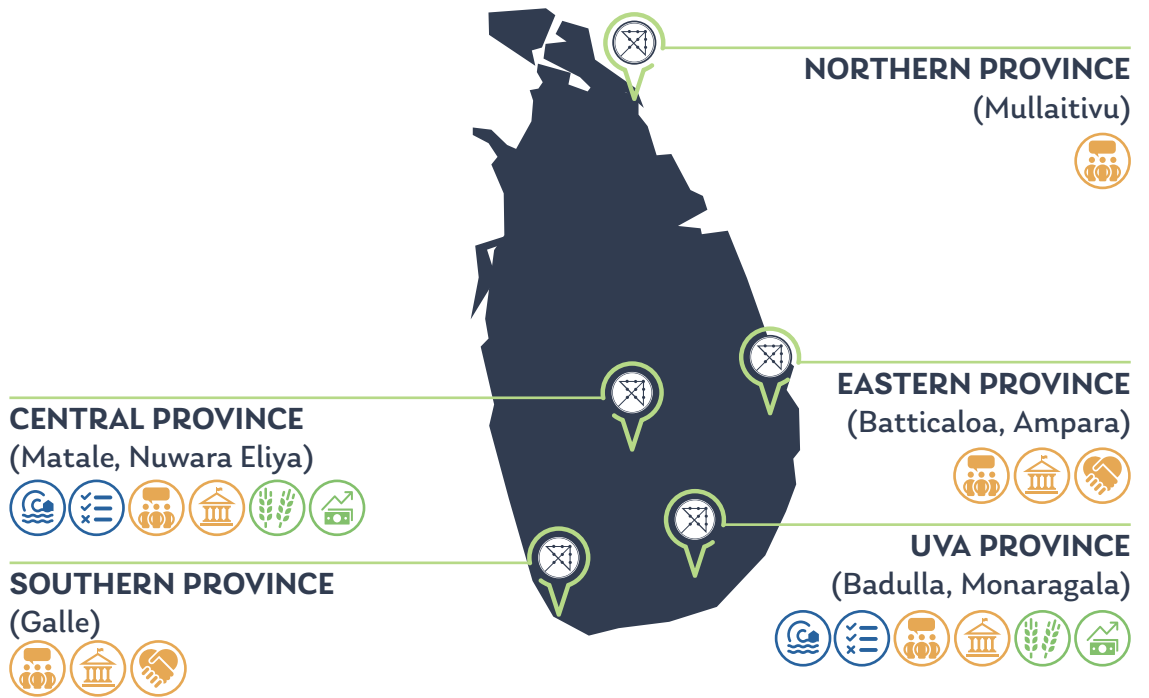 NORTHERN PROVINCE
(Mullaitivu)
EASTERN PROVINCE
(Batticaloa, Ampara)
CENTRAL PROVINCE
(Matale, Nuwara Eliya)
UVA PROVINCE
(Badulla, Monaragala)
SOUTHERN PROVINCE
(Galle)